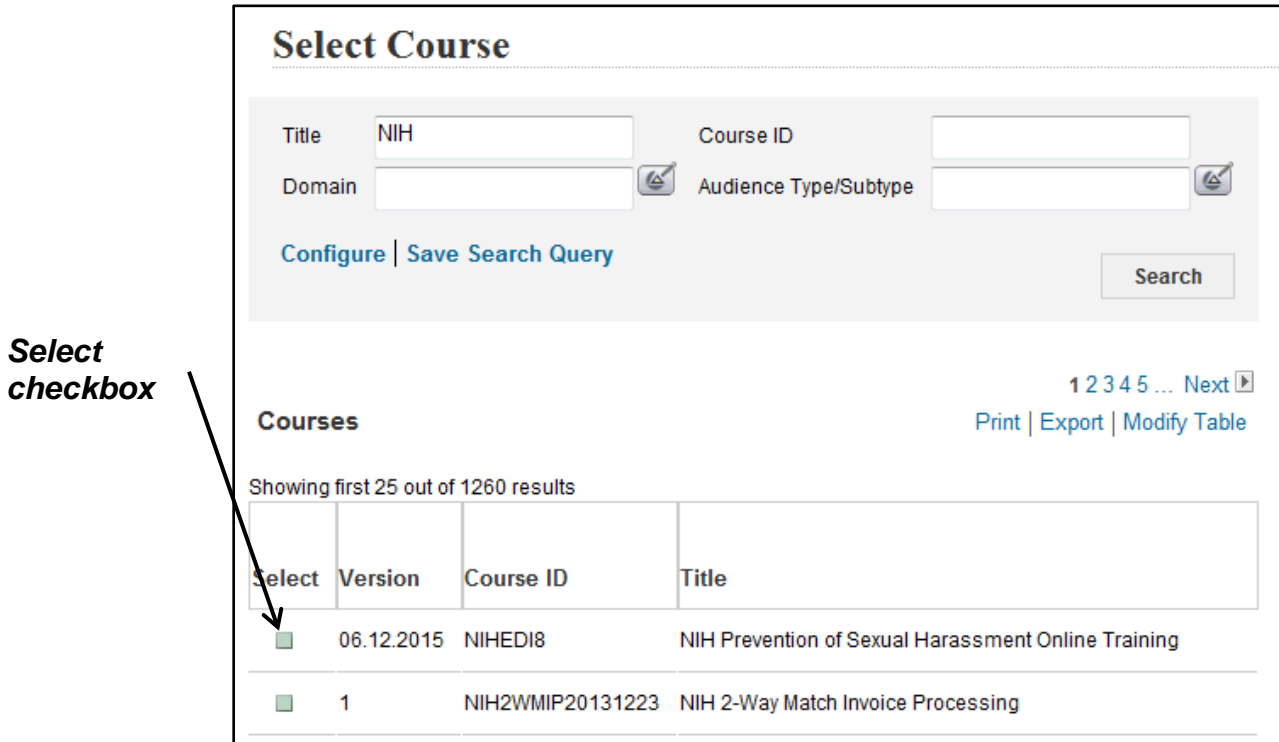 Select Course
Title NIH Course ID
Domain Audience Type/Subtype
Configure | Save Search Query
Search
Select
checkbox
1 2 3 4 5 ... Next
Courses Print | Export | Modify Table
Showing first 25 out of 1260 results
Select Version Course ID Title
06.12.2015 NIHEDI8 NIH Prevention of Sexual Harassment Online Training
1 NIH2WMIP20131223 NIH 2-Way Match Invoice Processing